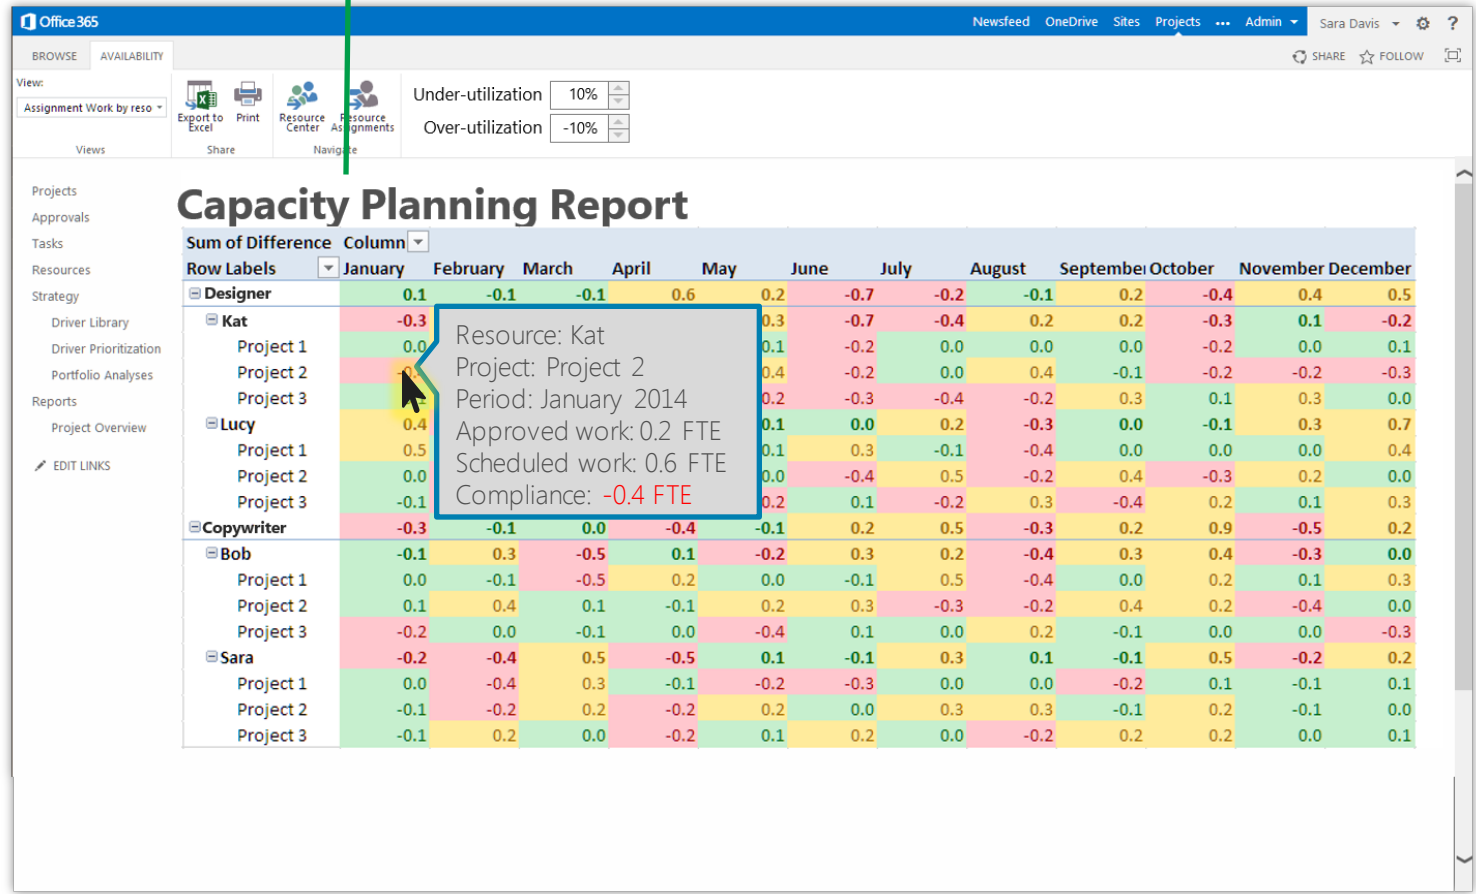 Office 365
Newsfeed OneDrive Sites Projects ••• Admin Sara Davis ?
BROWSE AVAILABILITY SHARE FOLLOW
View:
Assignment Work by reso
Export to Excel
Print
Resource Center
Resource Assignments
Under-utilization 10%
Over-utilization -10%
Views Share Navigate
Projects
Approvals
Tasks
Resources
Strategy
Driver Library
Driver Prioritization
Portfolio Analyses
Reports
Project Overview
EDIT LINKS
Capacity Planning Report
Sum of Difference Column
Row Labels January February March April May June July August September October November December
Designer 0.1 -0.1 -0.1 0.6 0.2 -0.7 -0.2 -0.1 0.2 -0.4 0.4 0.5
Kat -0.3 0.3 -0.7 -0.4 0.2 0.2 -0.3 0.1 -0.2
Project 1 0.0 0.1 -0.2 0.0 0.0 0.0 -0.2 0.0 0.1
Project 2 0.4 -0.2 0.0 0.4 -0.1 -0.2 -0.2 -0.3
Project 3 0.2 -0.3 -0.4 -0.2 0.3 0.1 0.3 0.0
Lucy 0.4 0.1 0.0 0.2 -0.3 0.0 -0.1 0.3 0.7
Project 1 0.5 0.1 0.3 -0.1 -0.4 0.0 0.0 0.0 0.4
Project 2 0.0 0.0 -0.4 0.5 -0.2 0.4 -0.3 0.2 0.0
Project 3 -0.1 0.2 0.1 -0.2 0.3 -0.4 0.2 0.1 0.3
Resource: Kat
Project: Project 2
Period: January 2014
Approved work: 0.2 FTE
Scheduled work: 0.6 FTE
Compliance: -0.4 FTE
Copywriter -0.3 -0.1 0.0 -0.4 -0.1 0.2 0.5 -0.3 0.2 0.9 -0.5 0.2
Bob -0.1 0.3 -0.5 0.1 -0.2 0.3 0.2 -0.4 0.3 0.4 -0.3 0.0
Project 1 0.0 -0.1 -0.5 0.2 0.0 -0.1 0.5 -0.4 0.0 0.2 0.1 0.3
Project 2 0.1 0.4 0.1 -0.1 0.2 0.3 -0.3 -0.2 0.4 0.2 -0.4 0.0
Project 3 -0.2 0.0 -0.1 0.0 -0.4 0.1 0.0 0.2 -0.1 0.0 0.0 -0.3
Sara -0.2 -0.4 0.5 -0.5 0.1 -0.1 0.3 0.1 -0.1 0.5 -0.2 0.2
Project 1 0.0 -0.4 0.3 -0.1 -0.2 -0.3 0.0 0.0 -0.2 0.1 -0.1 0.1
Project 2 -0.1 -0.2 0.2 -0.2 0.2 0.0 0.3 0.3 -0.1 0.2 -0.1 0.0
Project 3 -0.1 0.2 0.0 -0.2 0.1 0.2 0.0 -0.2 0.2 0.2 0.0 0.1